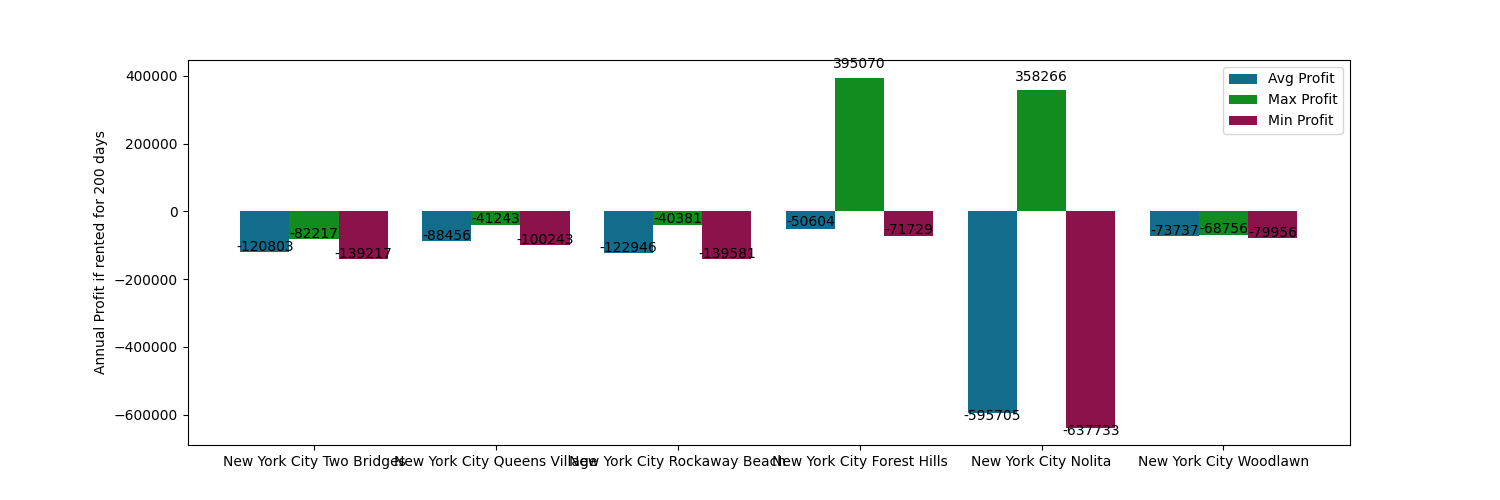 395070
400000
358266
Avg Profit
Max Profit
Min Profit
200000
0
-120803
-82217
-139217
-88456
-41243
-100243
-122946
-40381
-139581
-50604
-71729
-73737
-68756
-79956
−200000
−400000
−600000
-595705
-637733
Annual Profit if rented for 200 days
New York City Two Bridges
New York City Queens Village
New York City Rockaway Beach
New York City Forest Hills
New York City Nolita
New York City Woodlawn